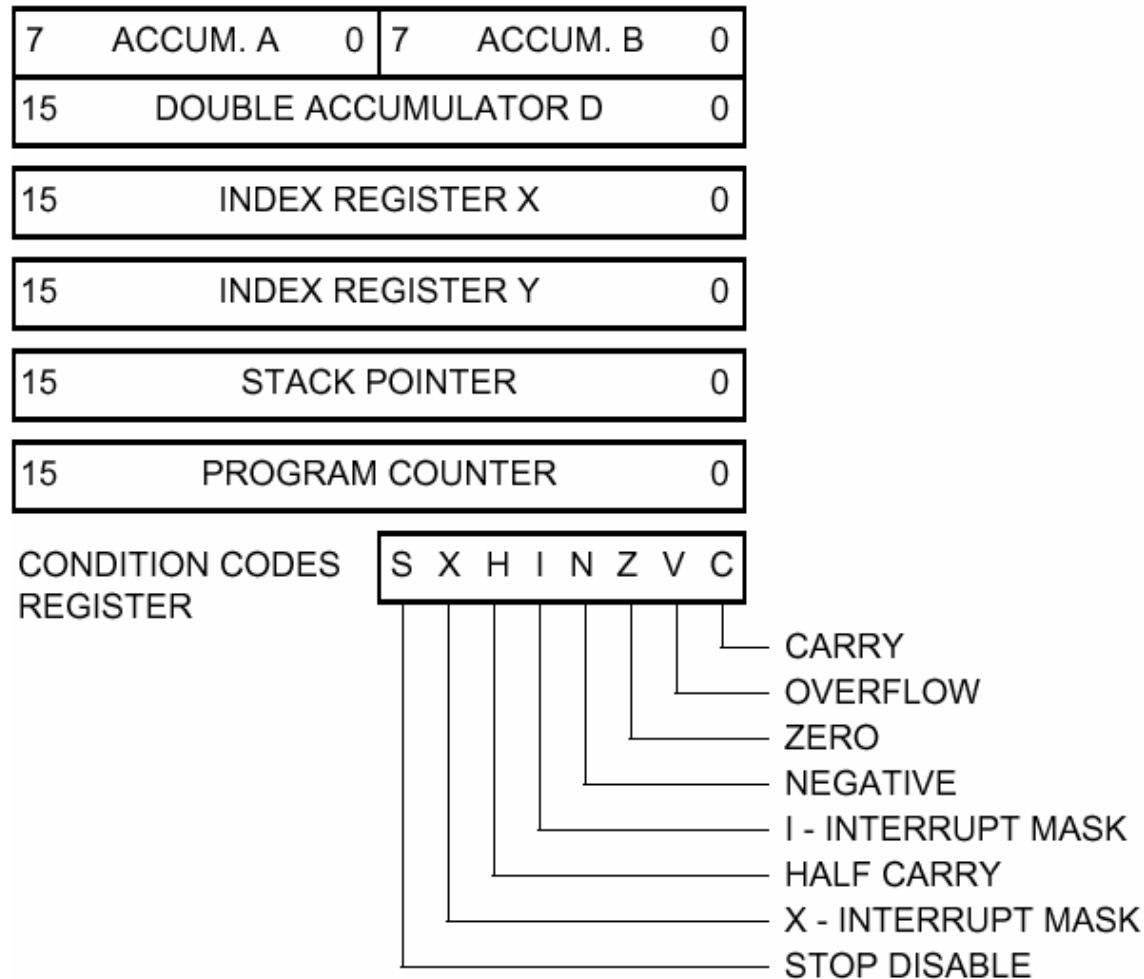 7 ACCUM. A 0 7 ACCUM. B 0
15 DOUBLE ACCUMULATOR D 0
15 INDEX REGISTER X 0
15 INDEX REGISTER Y 0
15 STACK POINTER 0
15 PROGRAM COUNTER 0
CONDITION CODES
REGISTER
S X H I N Z V C
CARRY
OVERFLOW
ZERO
NEGATIVE
I - INTERRUPT MASK
HALF CARRY
X - INTERRUPT MASK
STOP DISABLE